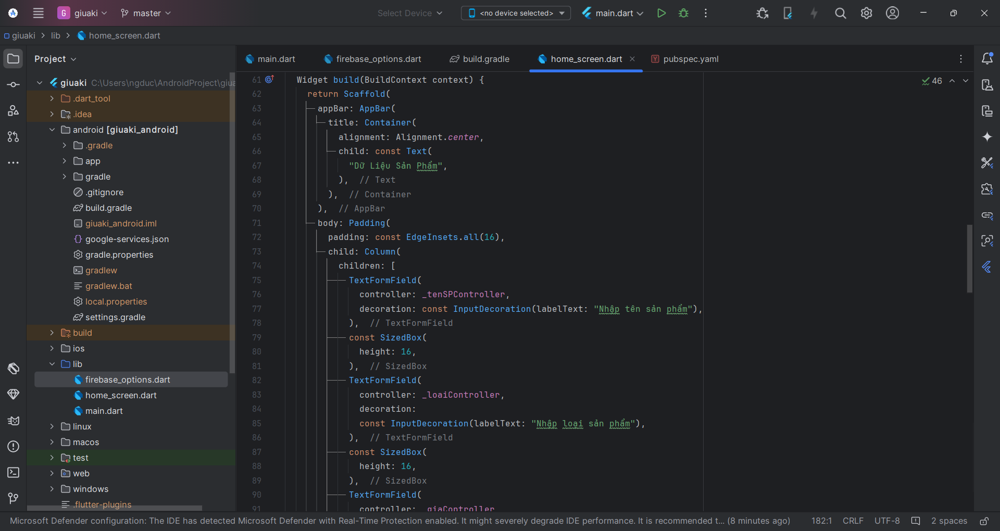 G giuaki master Select Device <no device selected> main.dart
giuaki lib home_screen.dart
Project
main.dart firebase_options.dart build.gradle home_screen.dart Y pubspec.yaml
giuaki C:\Users\ngduc\AndroidProject\giua
.dart_tool
.idea
android [giuaki_android]
.gradle
app
gradle
.gitignore
build.gradle
giuaki_android.iml
google-services.json
gradle.properties
gradlew
gradlew.bat
local.properties
settings.gradle
build
ios
lib
firebase_options.dart
home_screen.dart
main.dart
linux
macos
test
web
windows
.flutter-plugins
46
61 Widget build(BuildContext context) {
62 return Scaffold(
63 appBar: AppBar(
64 title: Container(
65 alignment: Alignment.center,
66 child: const Text(
67 "Dữ Liệu Sản Phẩm",
68 ), // Text
69 ), // Container
70 ), // AppBar
71 body: Padding(
72 padding: const EdgeInsets.all(16),
73 child: Column(
74 children: [
75 TextFormField(
76 controller: _tenSPController,
77 decoration: const InputDecoration(labelText: "Nhập tên sản phẩm"),
78 ), // TextFormField
79 const SizedBox(
80 height: 16,
81 ), // SizedBox
82 TextFormField(
83 controller: _loaiController,
84 decoration:
85 const InputDecoration(labelText: "Nhập loại sản phẩm"),
86 ), // TextFormField
87 const SizedBox(
88 height: 16,
89 ), // SizedBox
90 TextFormField(
91 controller: _giaController
Microsoft Defender configuration: The IDE has detected Microsoft Defender with Real-Time Protection enabled. It might severely degrade IDE performance. It is recommended t... (8 minutes ago) 182:1 CRLF UTF-8 2 spaces